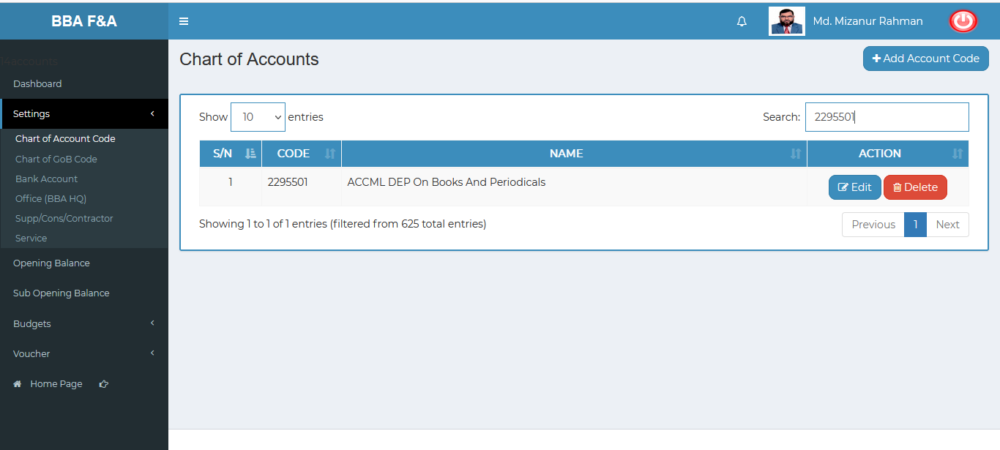 BBA F&A
Md. Mizanur Rahman
14accounts
Dashboard
Settings
Chart of Account Code
Chart of GoB Code
Bank Account
Office (BBA HQ)
Supp/Cons/Contractor
Service
Opening Balance
Sub Opening Balance
Budgets
Voucher
Home Page
Chart of Accounts
Add Account Code
Show 10 entries
Search: 2295501
S/N CODE NAME ACTION
1 2295501 ACCML DEP On Books And Periodicals Edit Delete
Showing 1 to 1 of 1 entries (filtered from 625 total entries)
Previous 1 Next